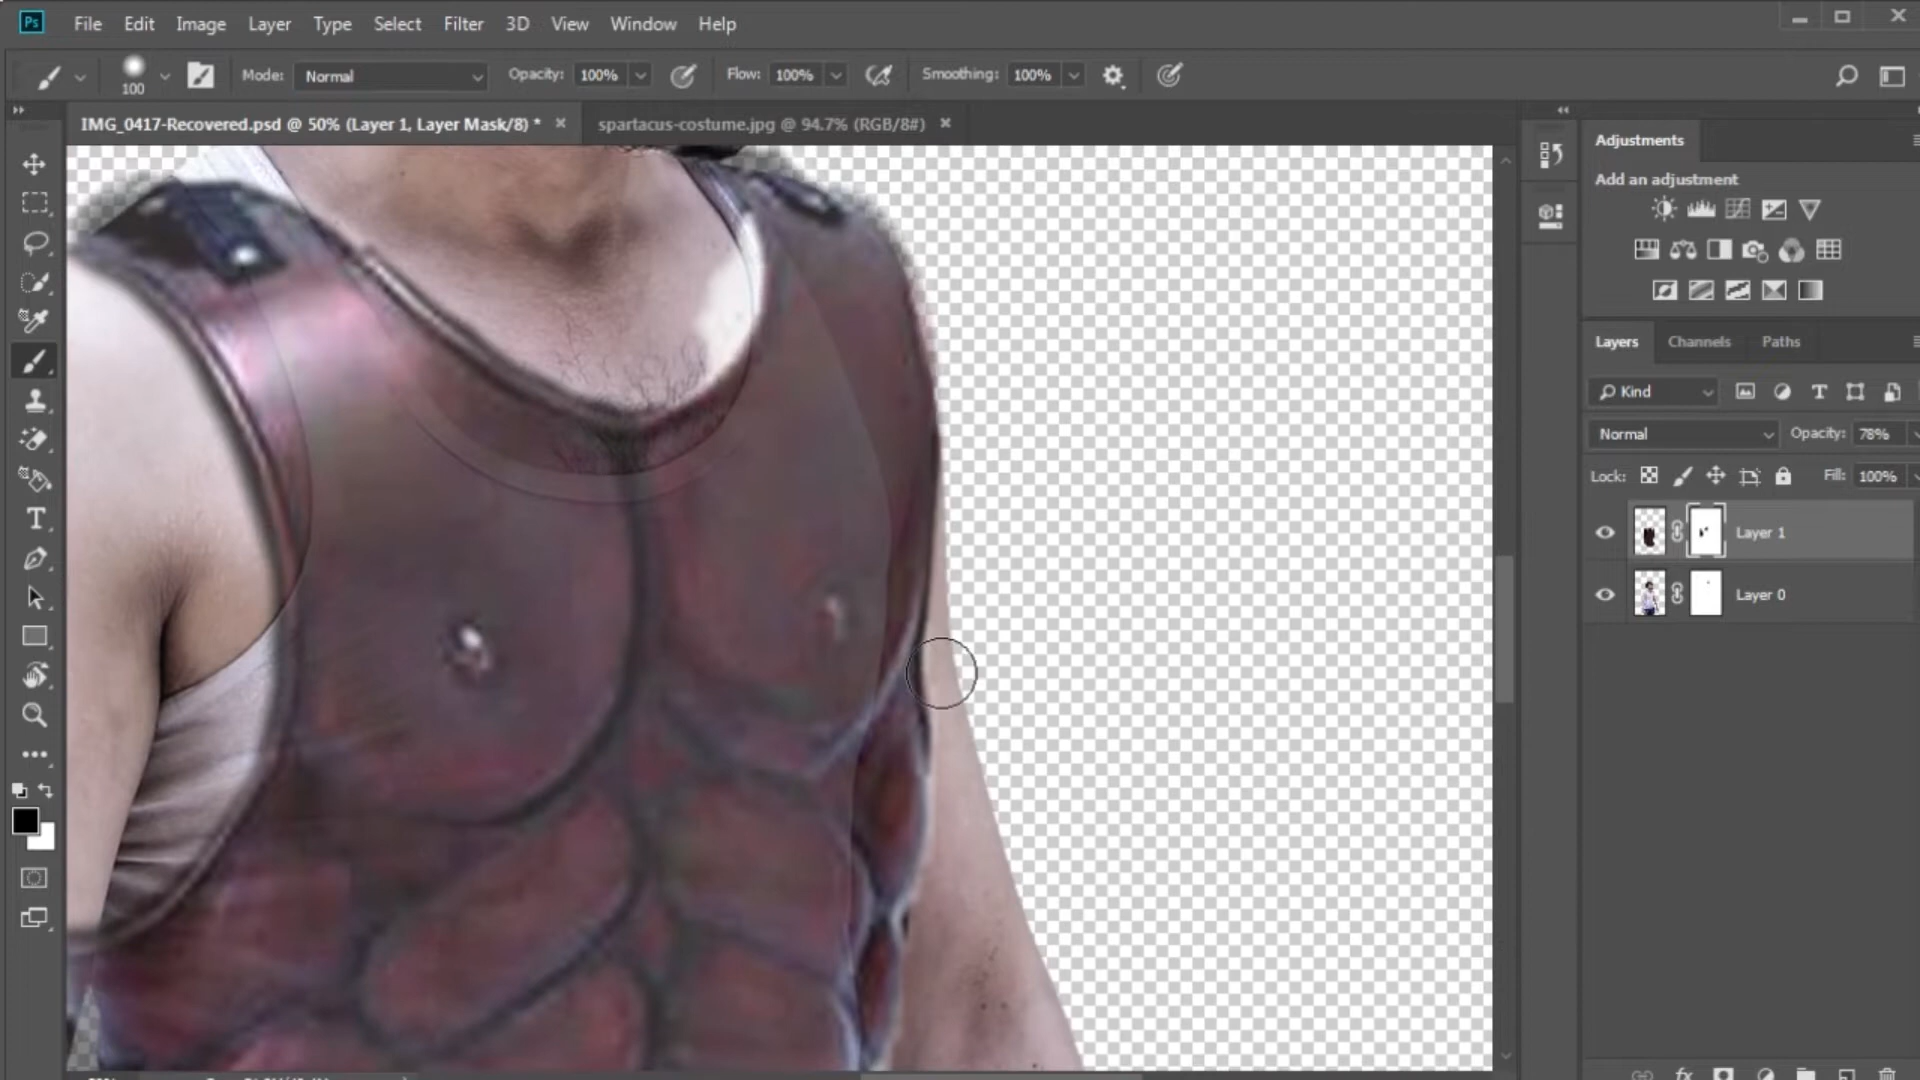 Ps File Edit Image Layer Type Select Filter 3D View Window Help
100 Mode: Normal Opacity: 100% Flow: 100% Smoothing: 100%
IMG_0417-Recovered.psd @ 50% (Layer 1, Layer Mask/8) * × spartacus-costume.jpg @ 94.7% (RGB/8#) ×
Adjustments
Add an adjustment
Layers Channels Paths
Kind
Normal Opacity: 78%
Lock: Fill: 100%
Layer 1
Layer 0
fx